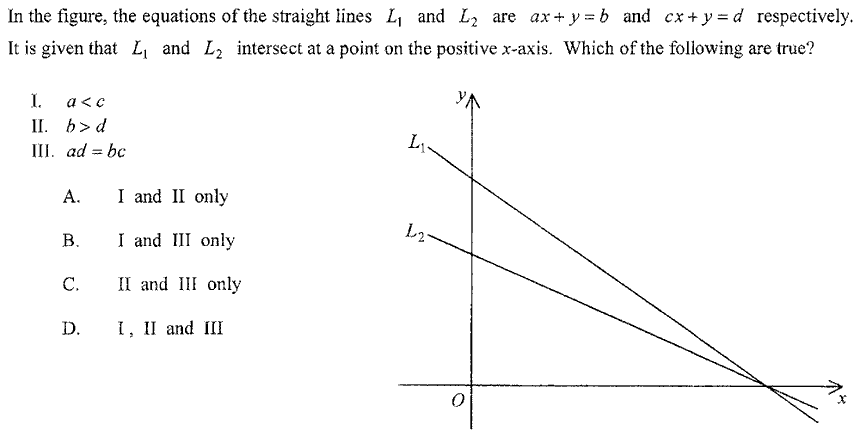 In the figure, the equations of the straight lines L₁ and L₂ are ax + y = b and cx + y = d respectively.
It is given that L₁ and L₂ intersect at a point on the positive x-axis. Which of the following are true?
I. a < c
II. b > d
III. ad = bc
A. I and II only
B. I and III only
C. II and III only
D. I , II and III
y
L₁
L₂
O
x